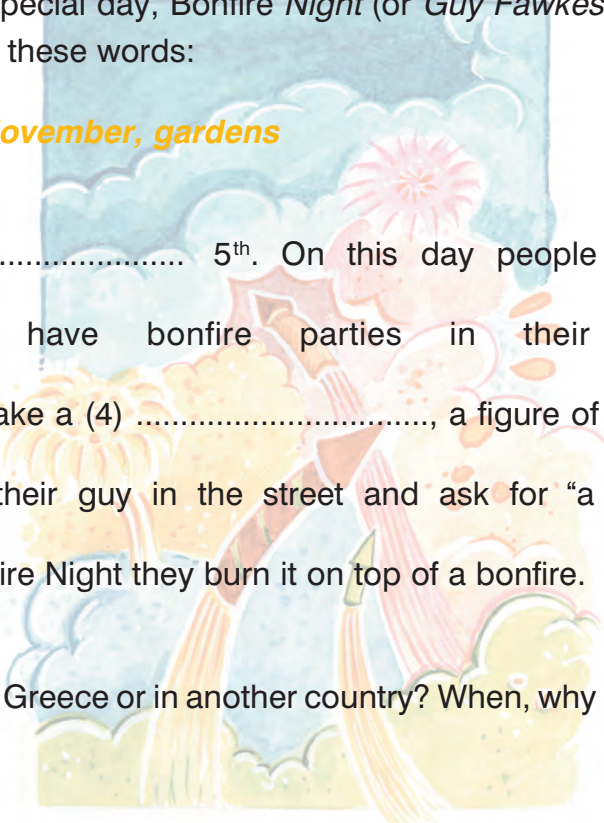 pecial day, Bonfire Night (or Guy Fawkes
these words:
ovember, gardens
..................... 5th. On this day people
have bonfire parties in their
ake a (4) ................................., a figure of
their guy in the street and ask for “a
ire Night they burn it on top of a bonfire.
Greece or in another country? When, why